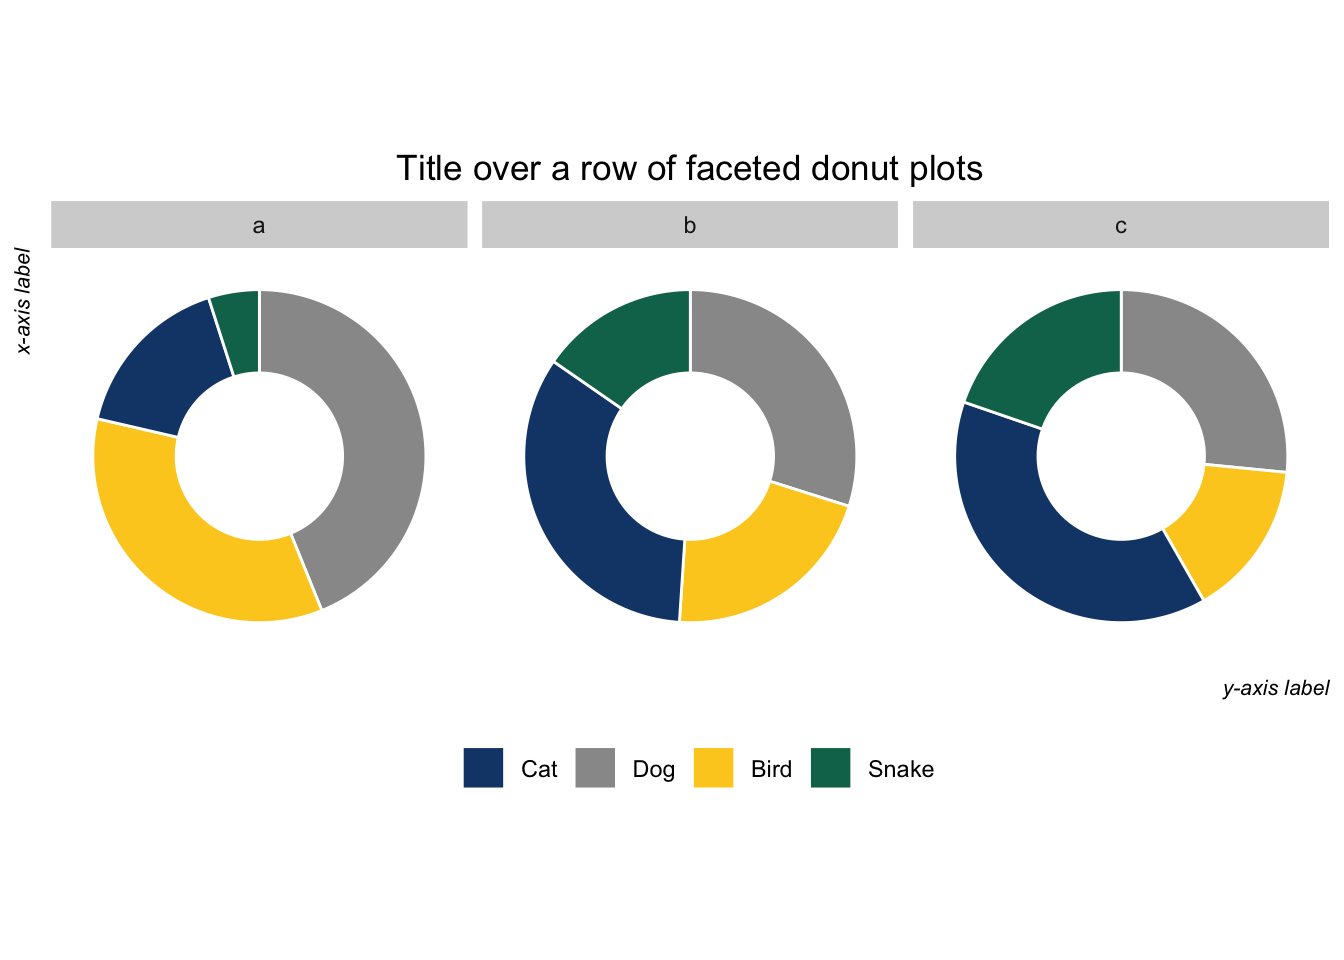 Title over a row of faceted donut plots
a
b
c
x-axis label
y-axis label
Cat
Dog
Bird
Snake